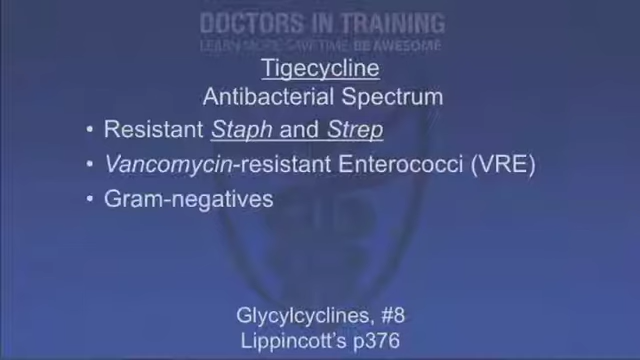 DOCTORS IN TRAINING
LEARN MORE. SAVE TIME. BE AWESOME.
Tigecycline
Antibacterial Spectrum
• Resistant Staph and Strep
• Vancomycin-resistant Enterococci (VRE)
• Gram-negatives
Glycylcyclines, #8
Lippincott's p376